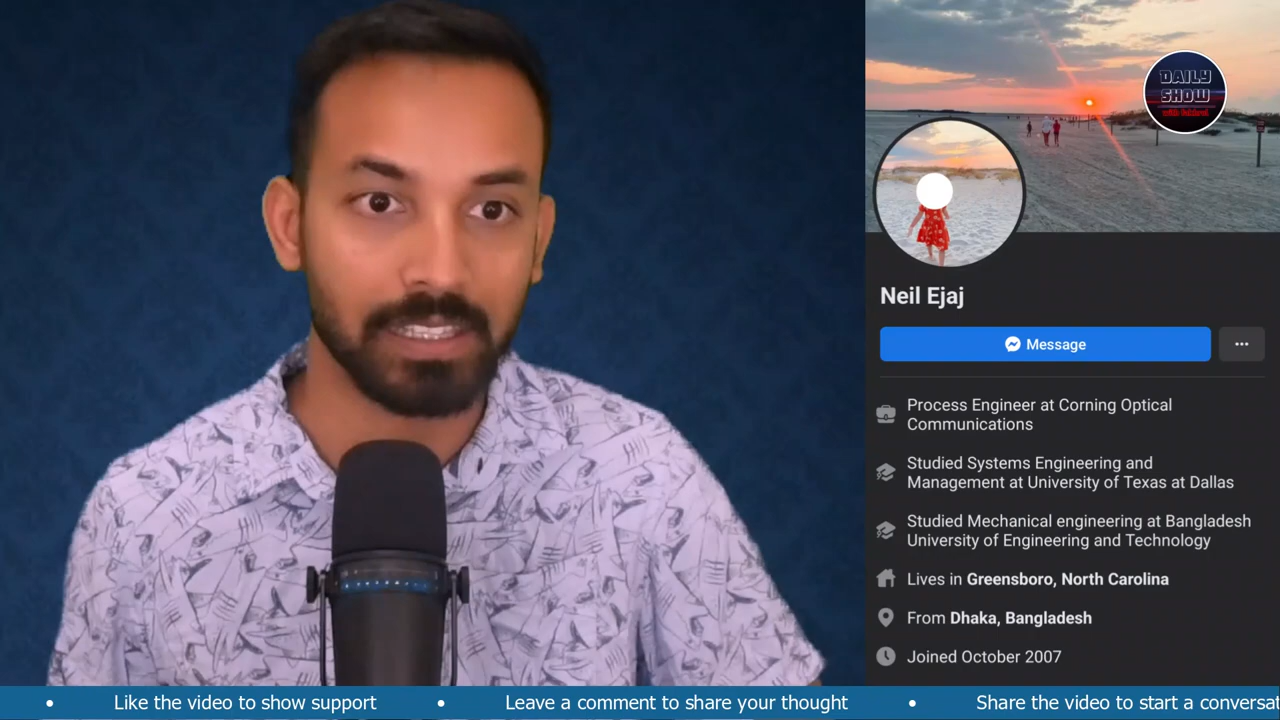 DAILY
SHOW
Neil Ejaj
Message
Process Engineer at Corning Optical
Communications
Studied Systems Engineering and
Management at University of Texas at Dallas
Studied Mechanical engineering at Bangladesh
University of Engineering and Technology
Lives in Greensboro, North Carolina
From Dhaka, Bangladesh
Joined October 2007
• Like the video to show support • Leave a comment to share your thought • Share the video to start a conversat